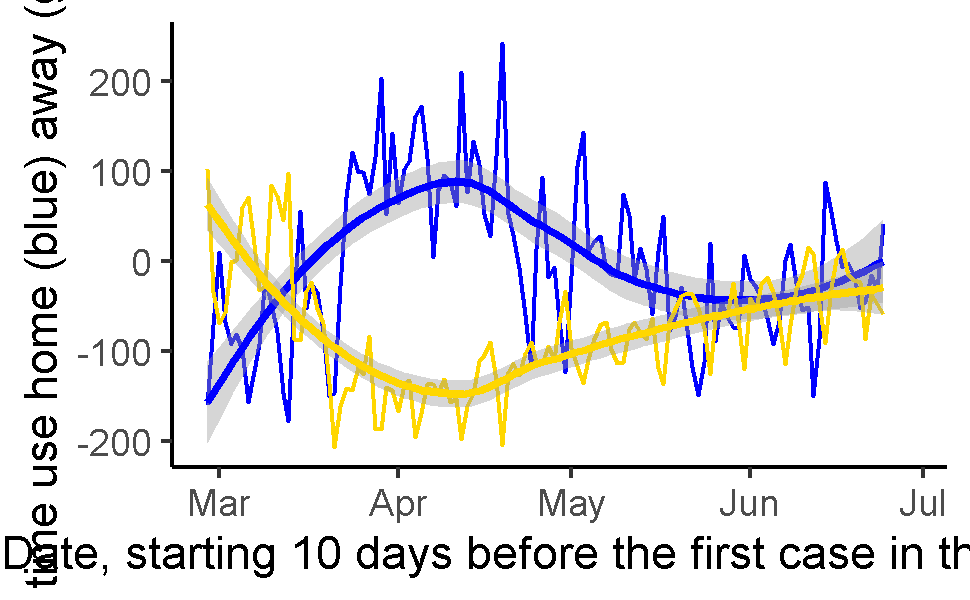 time use home (blue) away (
200
100
0
-100
-200
Mar Apr May Jun Jul
Date, starting 10 days before the first case in th